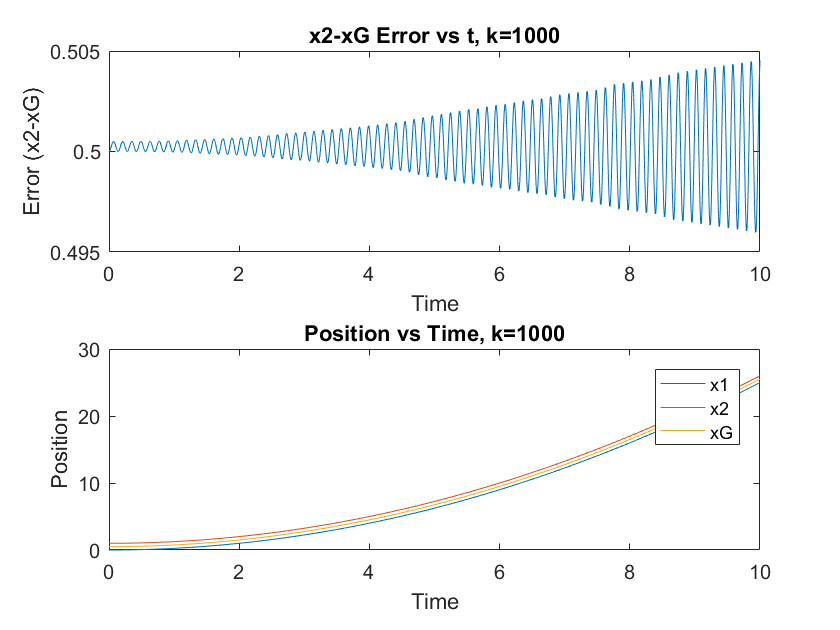 x2-xG Error vs t, k=1000
Error (x2-xG)
0.505
0.5
0.495
0 2 4 6 8 10
Time
Position vs Time, k=1000
Position
30
20
10
0
x1
x2
xG
0 2 4 6 8 10
Time